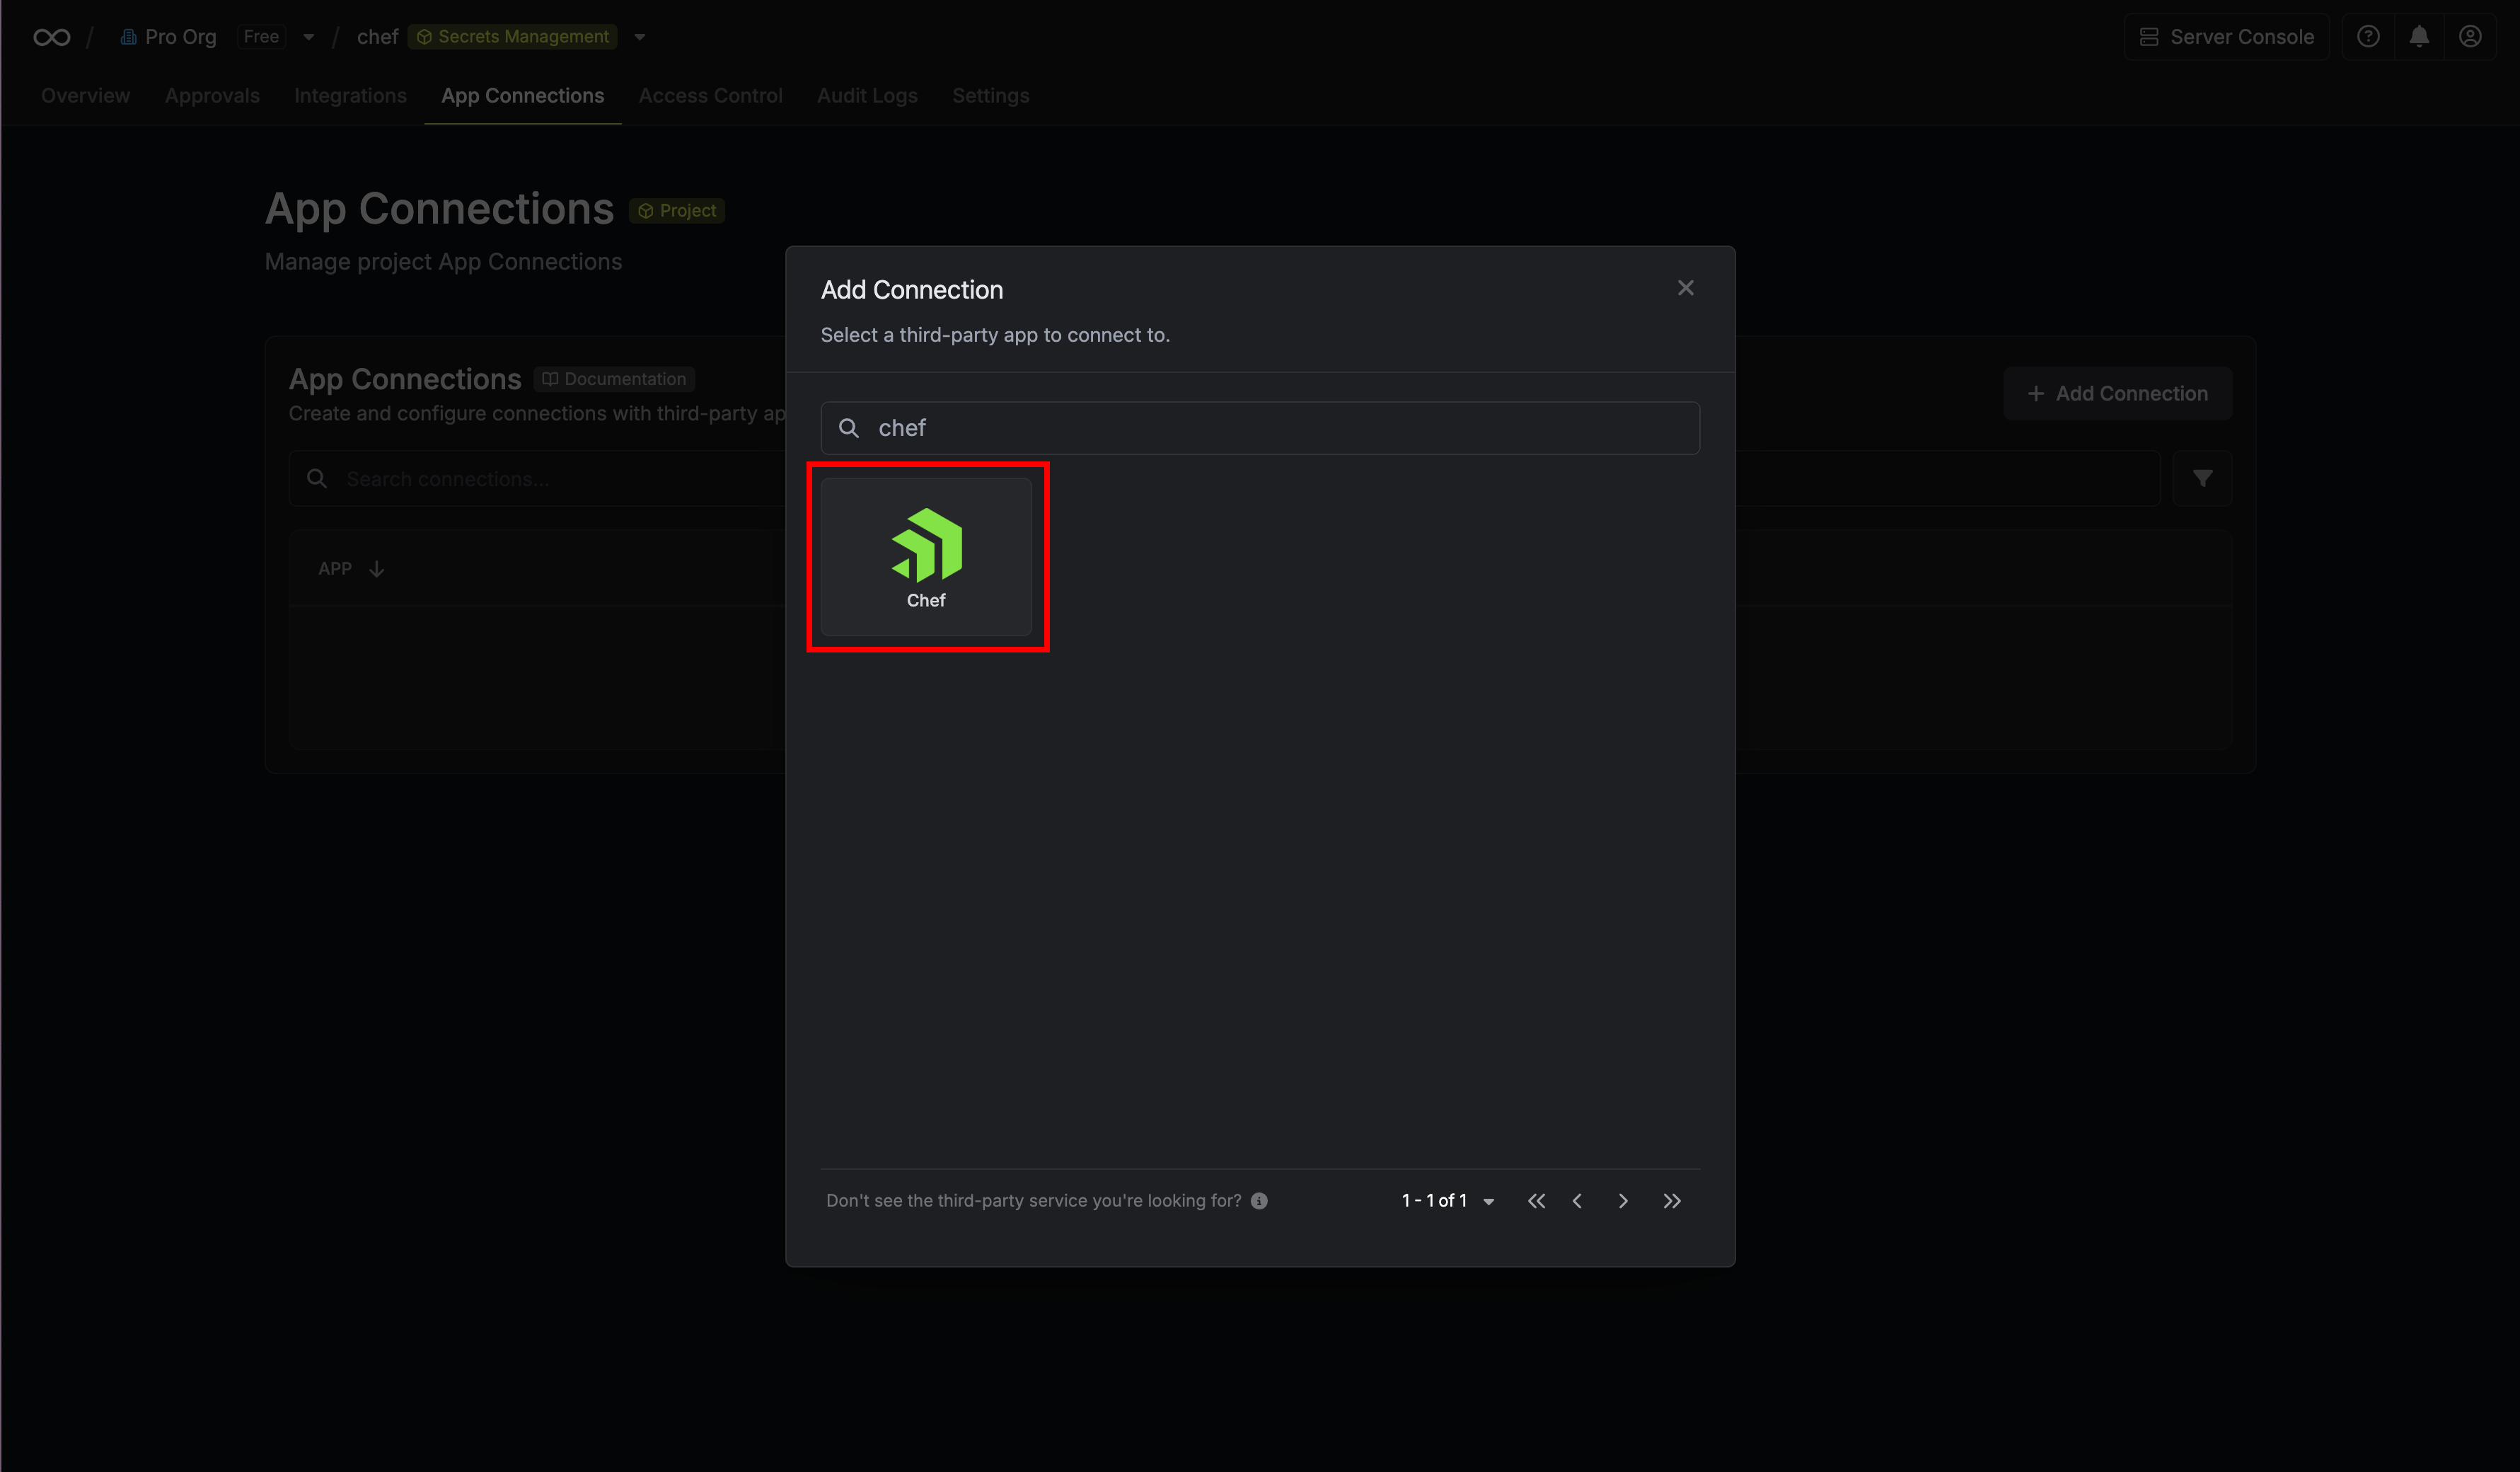 / Pro Org Free / chef Secrets Management Server Console
Overview Approvals Integrations App Connections Access Control Audit Logs Settings
App Connections Project
Manage project App Connections
Add Connection
Select a third-party app to connect to.
App Connections Documentation
Create and configure connections with third-party ap
Add Connection
chef
Search connections...
APP
Chef
Don't see the third-party service you're looking for? 1 - 1 of 1